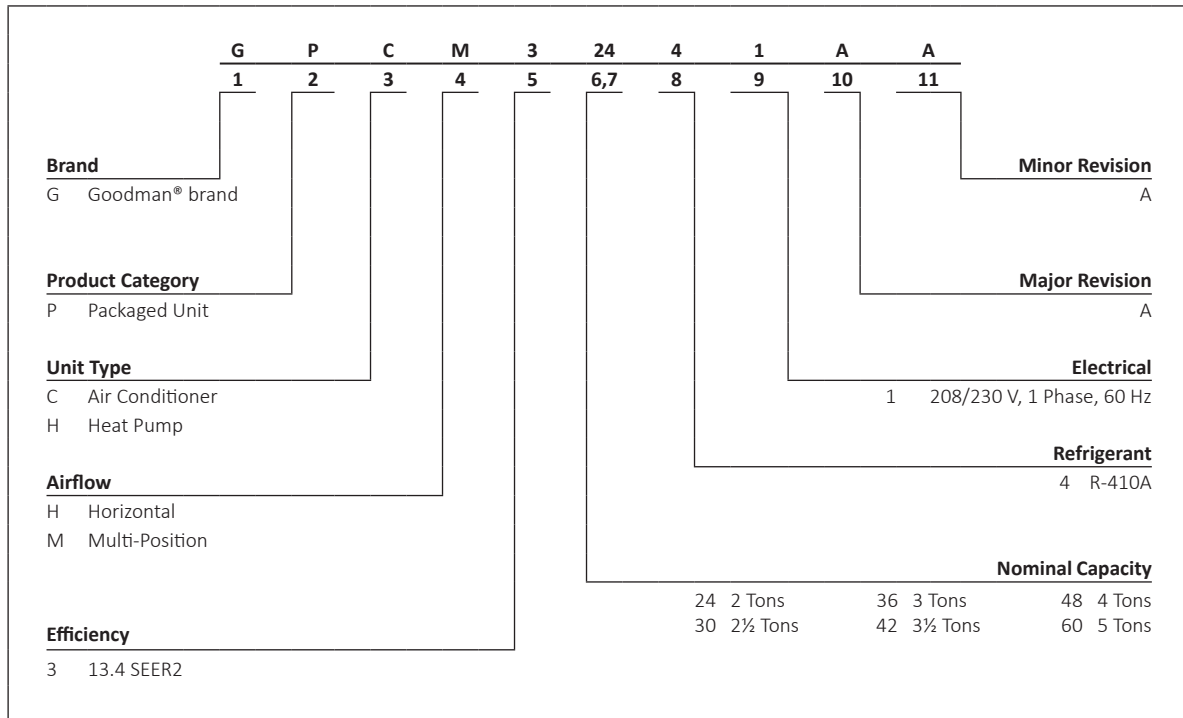 G P C M 3 24 4 1 A A
1 2 3 4 5 6,7 8 9 10 11
Brand
G Goodman® brand
Product Category
P Packaged Unit
Unit Type
C Air Conditioner
H Heat Pump
Airflow
H Horizontal
M Multi-Position
Efficiency
3 13.4 SEER2
Minor Revision
A
Major Revision
A
Electrical
1 208/230 V, 1 Phase, 60 Hz
Refrigerant
4 R-410A
Nominal Capacity
24 2 Tons 36 3 Tons 48 4 Tons
30 2½ Tons 42 3½ Tons 60 5 Tons